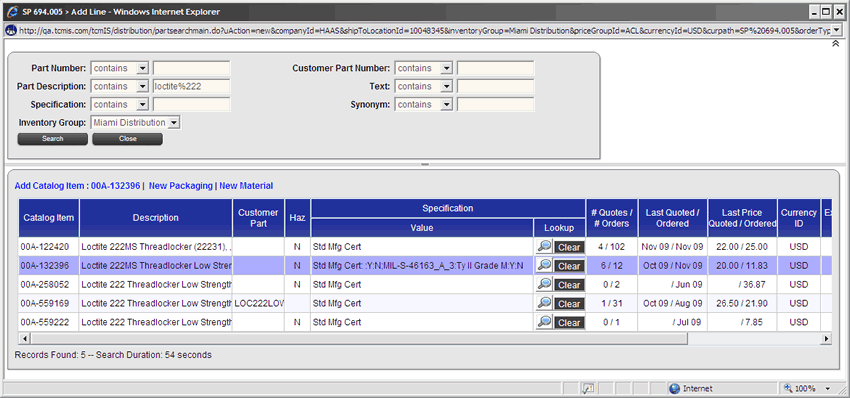 SP 694.005 > Add Line - Windows Internet Explorer
http://qa.tcmis.com/tcmIS/distribution/partsearchmain.do?uAction=new&companyId=HAAS&shipToLocationId=10048345&inventoryGroup=Miami Distribution&priceGroupId=ACL&currencyId=USD&curpath=SP%20694.005&orderTyp
Part Number: contains Customer Part Number: contains
Part Description: contains loctite%222 Text: contains
Specification: contains Synonym: contains
Inventory Group: Miami Distribution
Search Close
Add Catalog Item : 00A-132396 | New Packaging | New Material
Catalog Item Description Customer Part Haz Specification Value Lookup # Quotes / # Orders Last Quoted / Ordered Last Price Quoted / Ordered Currency ID Ex
00A-122420 Loctite 222MS Threadlocker (22231), . N Std Mfg Cert Clear 4 / 102 Nov 09 / Nov 09 22.00 / 25.00 USD
00A-132396 Loctite 222MS Threadlocker Low Stren N Std Mfg Cert: :Y:N;MIL-S-46163_A_3:Ty II Grade M:Y:N Clear 6 / 12 Oct 09 / Nov 09 20.00 / 11.83 USD
00A-258052 Loctite 222 Threadlocker Low Strength N Std Mfg Cert Clear 0 / 2 / Jun 09 / 36.87 USD
00A-559169 Loctite 222 Threadlocker Low Strength LOC222LOW Std Mfg Cert Clear 1 / 31 Oct 09 / Aug 09 26.50 / 21.90 USD
00A-559222 Loctite 222 Threadlocker Low Strength N Std Mfg Cert Clear 0 / 1 / Jul 09 / 7.85 USD
Records Found: 5 -- Search Duration: 54 seconds
Internet 100%